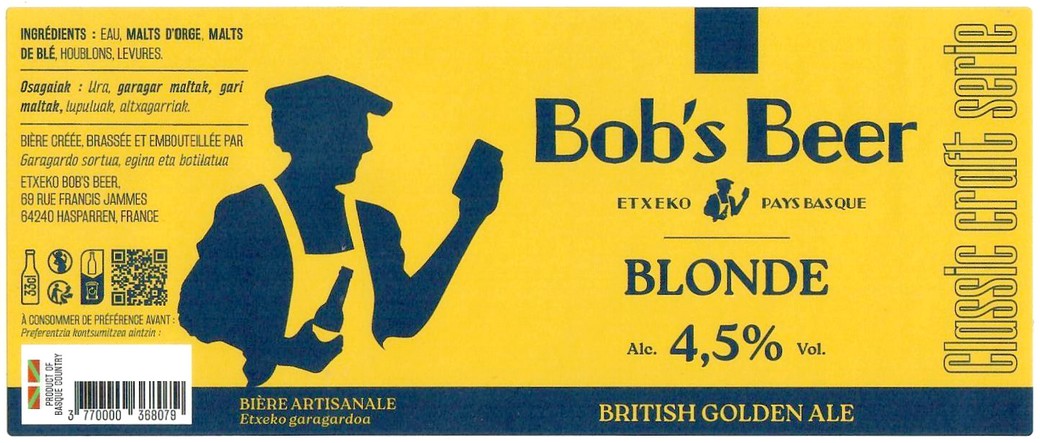 INGRÉDIENTS : EAU, MALTS D'ORGE, MALTS
DE BLÉ, HOUBLONS, LEVURES.
Osagaiak : Ura, garagar maltak, gari
maltak, lupuluak, altxagarriak.
BIÈRE CRÉÉE, BRASSÉE ET EMBOUTEILLÉE PAR
Garagardo sortua, egina eta botilatua
ETXEKO BOB'S BEER,
69 RUE FRANCIS JAMMES
64240 HASPARREN, FRANCE
33cl
À CONSOMMER DE PRÉFÉRENCE AVANT :
Preferentzia kontsumitzea aintzin :
PRODUCT OF
BASQUE COUNTRY
3 770000 368079
BIÈRE ARTISANALE
Etxeko garagardoa
Bob's Beer
ETXEKO PAYS BASQUE
BLONDE
Alc. 4,5% Vol.
BRITISH GOLDEN ALE
Classic craft serie